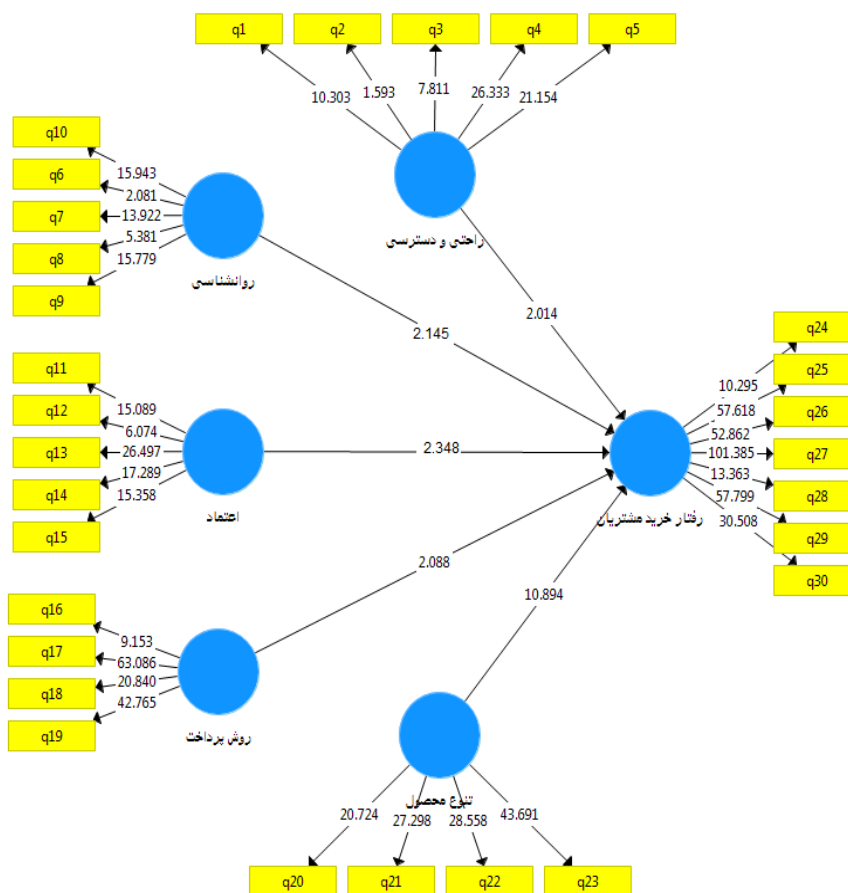 q1
q2
q3
q4
q5
10.303
1.593
7.811
26.333
21.154
راحتی و دسترسی
2.014
q10
q6
q7
q8
q9
15.943
2.081
13.922
5.381
15.779
روانشناسی
2.145
q11
q12
q13
q14
q15
15.089
6.074
26.497
17.289
15.358
اعتماد
2.348
q24
q25
q26
q27
q28
q29
q30
10.295
57.618
52.862
101.385
13.363
57.799
30.508
رفتار خرید مشتریان
q16
q17
q18
q19
9.153
63.086
20.840
42.765
روش پرداخت
2.088
10.894
تنوع محصول
20.724
27.298
28.558
43.691
q20
q21
q22
q23